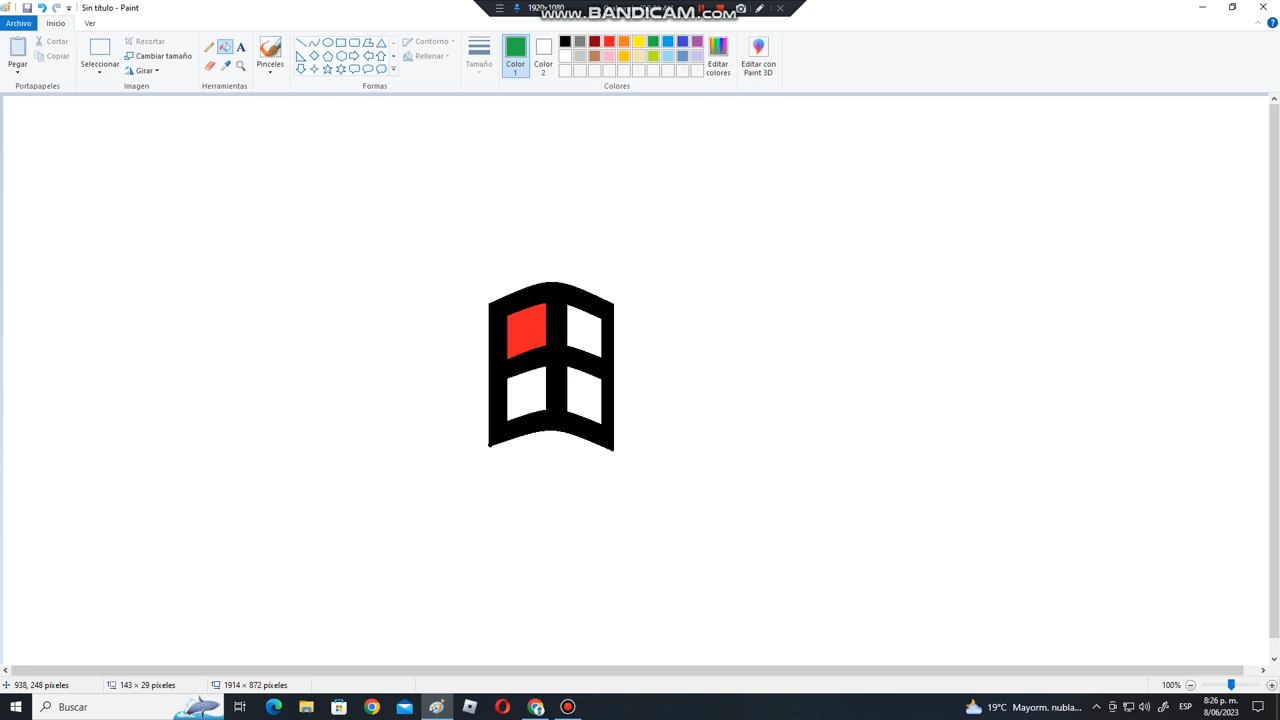 Sin título - Paint
1920×1080
www.BANDICAM.com
Archivo
Inicio
Ver
Pegar
Cortar
Copiar
Portapapeles
Seleccionar
Recortar
Cambiar tamaño
Girar
Imagen
A
Herramientas
Pinceles
Contorno
Rellenar
Formas
Tamaño
Color
1
Color
2
Editar
colores
Editar con
Paint 3D
Colores
938, 248 píxeles
143 × 29 píxeles
1914 × 872 píxeles
100%
Buscar
19°C
Mayorm. nubla...
ESP
8:26 p. m.
8/06/2023